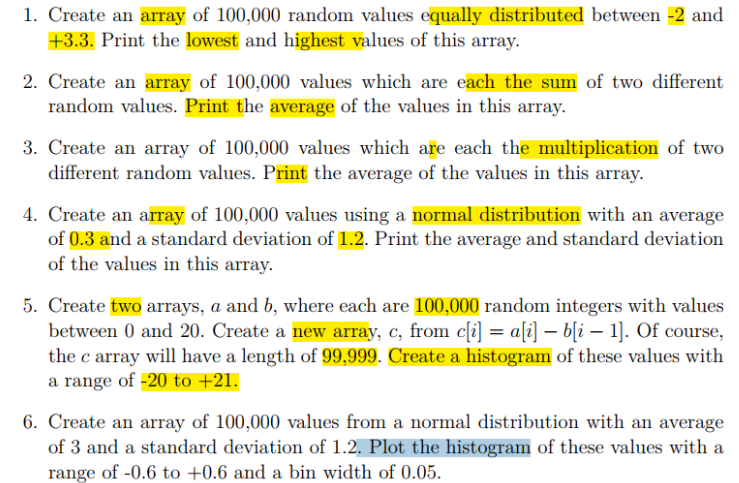 1. Create an array of 100,000 random values equally distributed between -2 and
+3.3. Print the lowest and highest values of this array.
2. Create an array of 100,000 values which are each the sum of two different
random values. Print the average of the values in this array.
3. Create an array of 100,000 values which are each the multiplication of two
different random values. Print the average of the values in this array.
4. Create an array of 100,000 values using a normal distribution with an average
of 0.3 and a standard deviation of 1.2. Print the average and standard deviation
of the values in this array.
5. Create two arrays, a and b, where each are 100,000 random integers with values
between 0 and 20. Create a new array, c, from c[i] = a[i] − b[i − 1]. Of course,
the c array will have a length of 99,999. Create a histogram of these values with
a range of -20 to +21.
6. Create an array of 100,000 values from a normal distribution with an average
of 3 and a standard deviation of 1.2. Plot the histogram of these values with a
range of -0.6 to +0.6 and a bin width of 0.05.